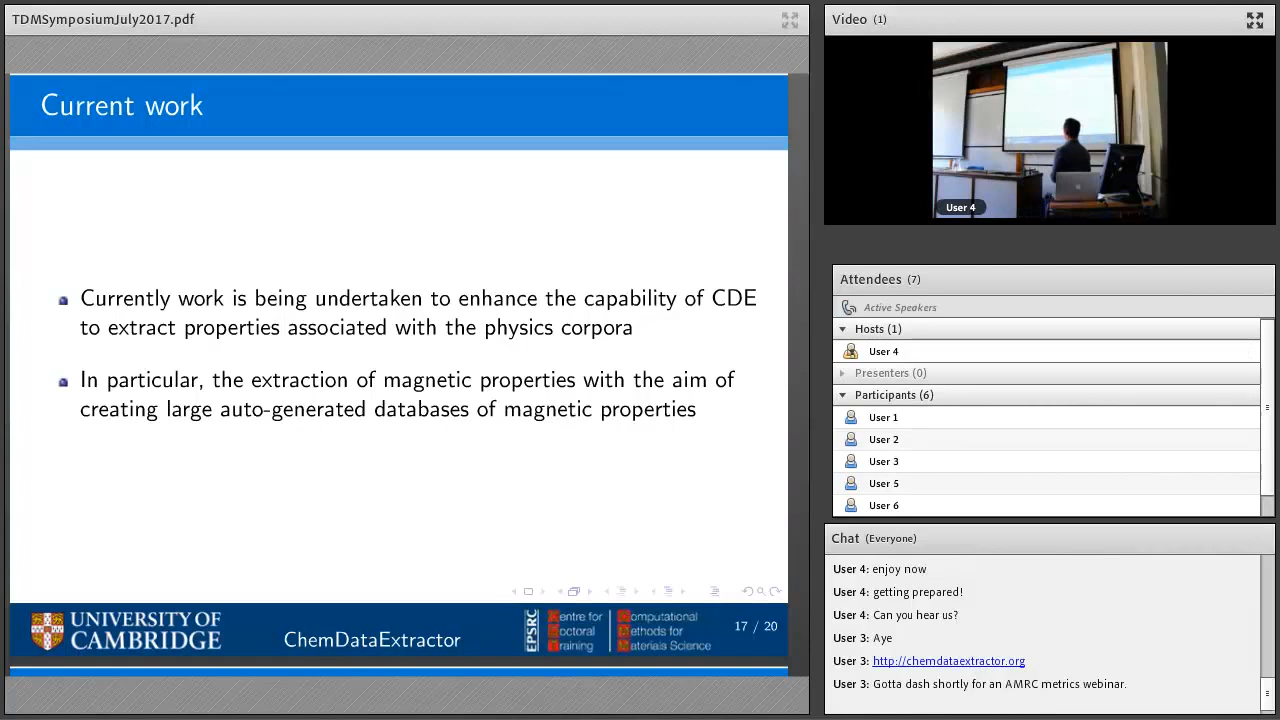 TDMSymposiumJuly2017.pdf
Current work
Currently work is being undertaken to enhance the capability of CDE
to extract properties associated with the physics corpora
In particular, the extraction of magnetic properties with the aim of
creating large auto-generated databases of magnetic properties
UNIVERSITY OF
CAMBRIDGE
ChemDataExtractor
EPSRC
Centre for
Doctoral
Training
Computational
Methods for
Materials Science
17 / 20
Video (1)
User 4
Attendees (7)
Active Speakers
Hosts (1)
User 4
Presenters (0)
Participants (6)
User 1
User 2
User 3
User 5
User 6
Chat (Everyone)
User 4: enjoy now
User 4: getting prepared!
User 4: Can you hear us?
User 3: Aye
User 3: http://chemdataextractor.org
User 3: Gotta dash shortly for an AMRC metrics webinar.